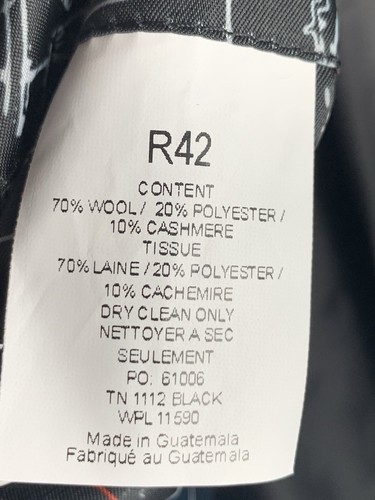 R42
CONTENT
70% WOOL / 20% POLYESTER /
10% CASHMERE
TISSUE
70% LAINE / 20% POLYESTER /
10% CACHEMIRE
DRY CLEAN ONLY
NETTOYER A SEC
SEULEMENT
PO: 61006
TN 1112 BLACK
WPL 11590
Made in Guatemala
Fabriqué au Guatemala